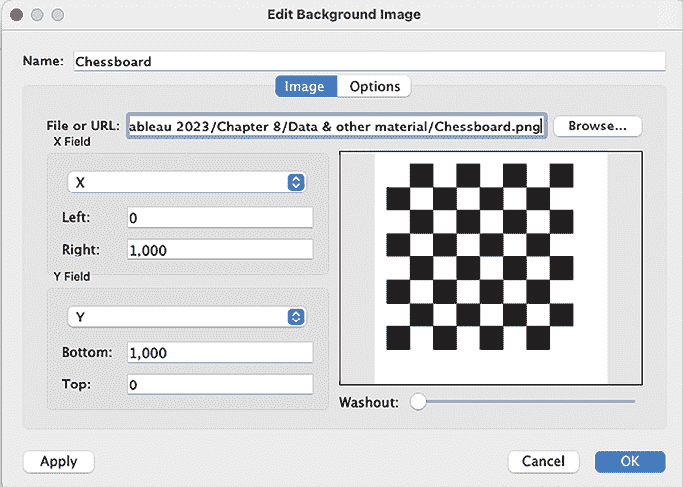 Edit Background Image
Name: Chessboard
Image Options
File or URL: ableau 2023/Chapter 8/Data & other material/Chessboard.png Browse...
X Field
X
Left: 0
Right: 1,000
Y Field
Y
Bottom: 1,000
Top: 0
Washout:
Apply Cancel OK